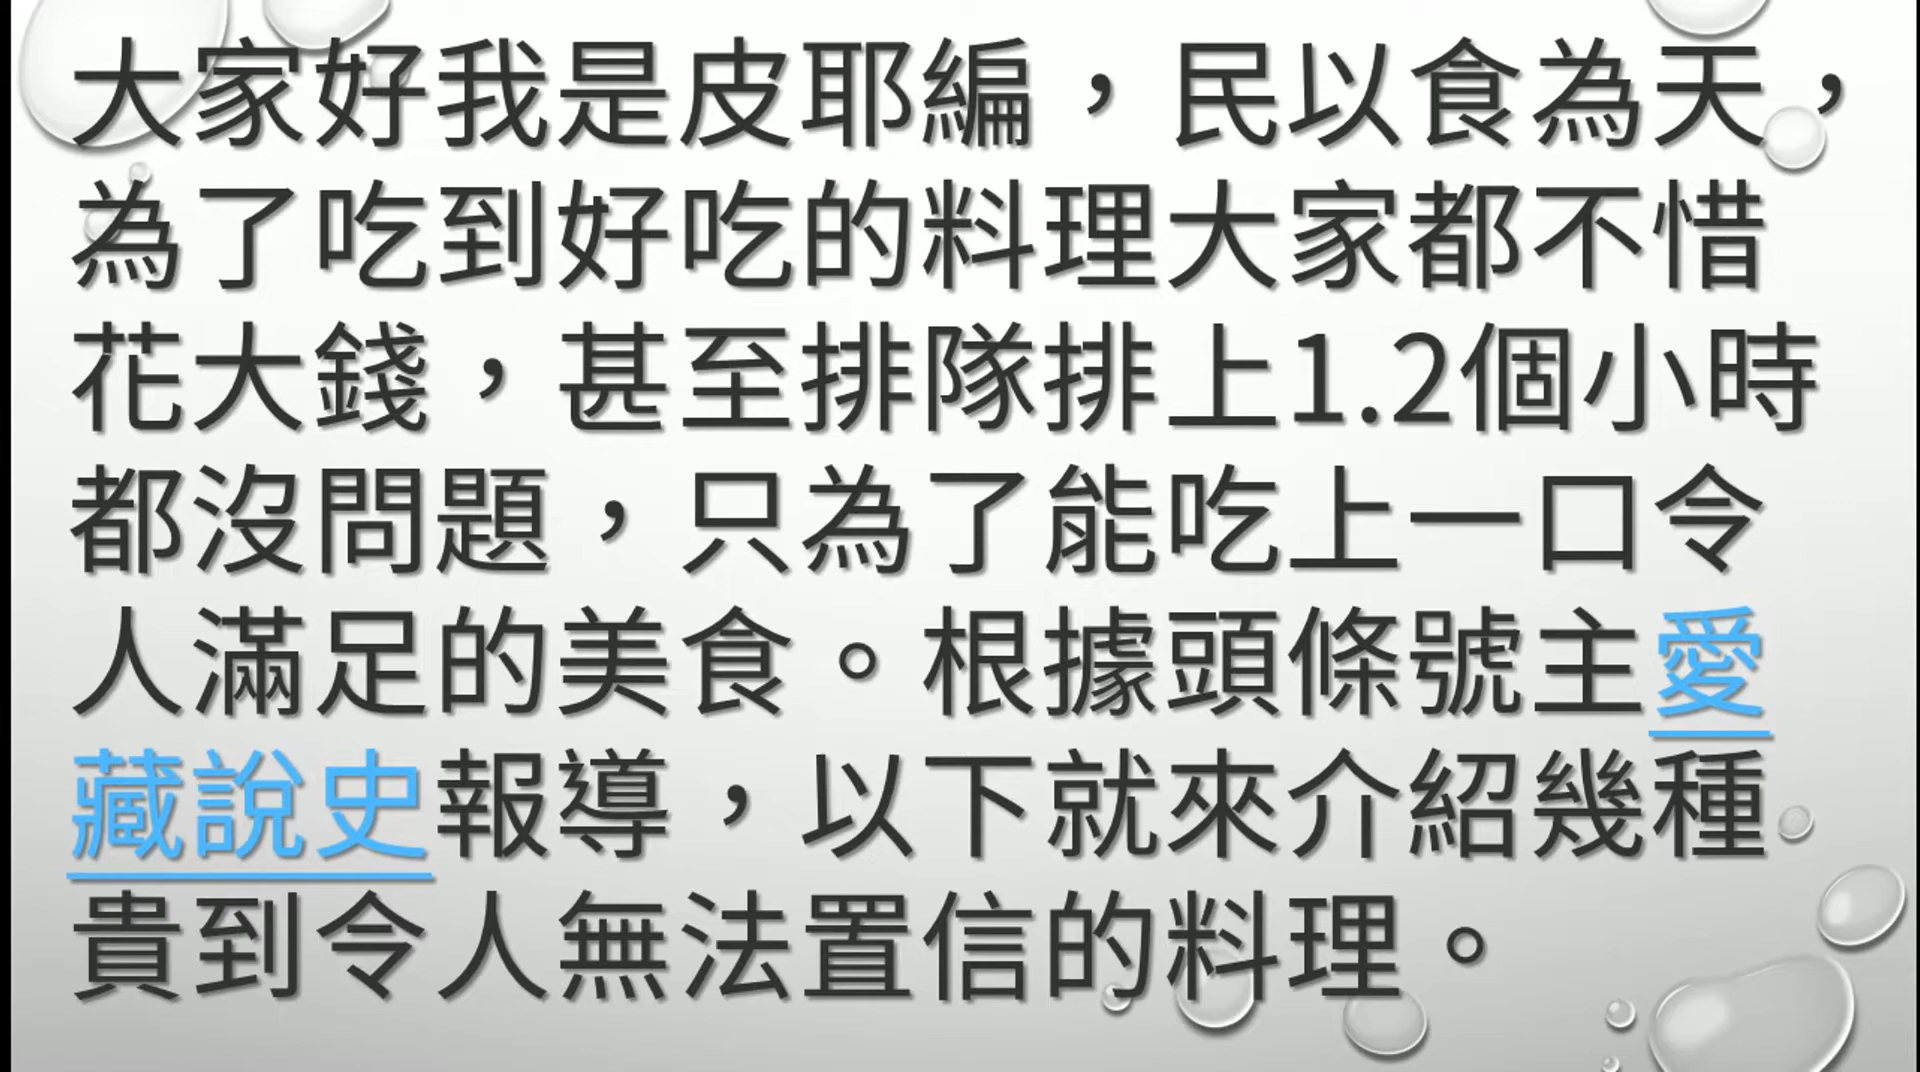 大家好我是皮耶編，民以食為天，
為了吃到好吃的料理大家都不惜
花大錢，甚至排隊排上1.2個小時
都沒問題，只為了能吃上一口令
人滿足的美食。根據頭條號主愛
藏說史報導，以下就來介紹幾種
貴到令人無法置信的料理。